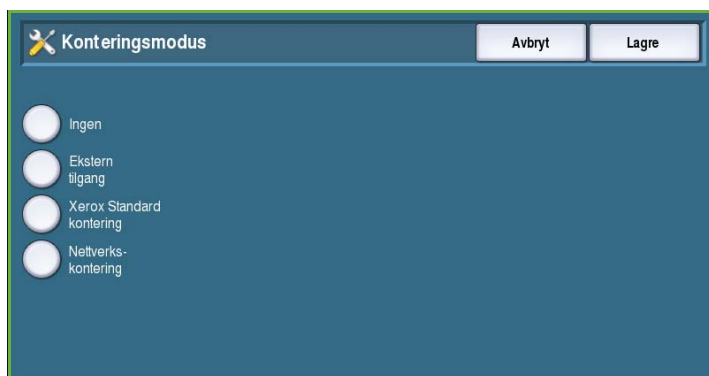 Konteringsmodus
Avbryt
Lagre
Ingen
Ekstern
tilgang
Xerox Standard
kontering
Nettverks-
kontering